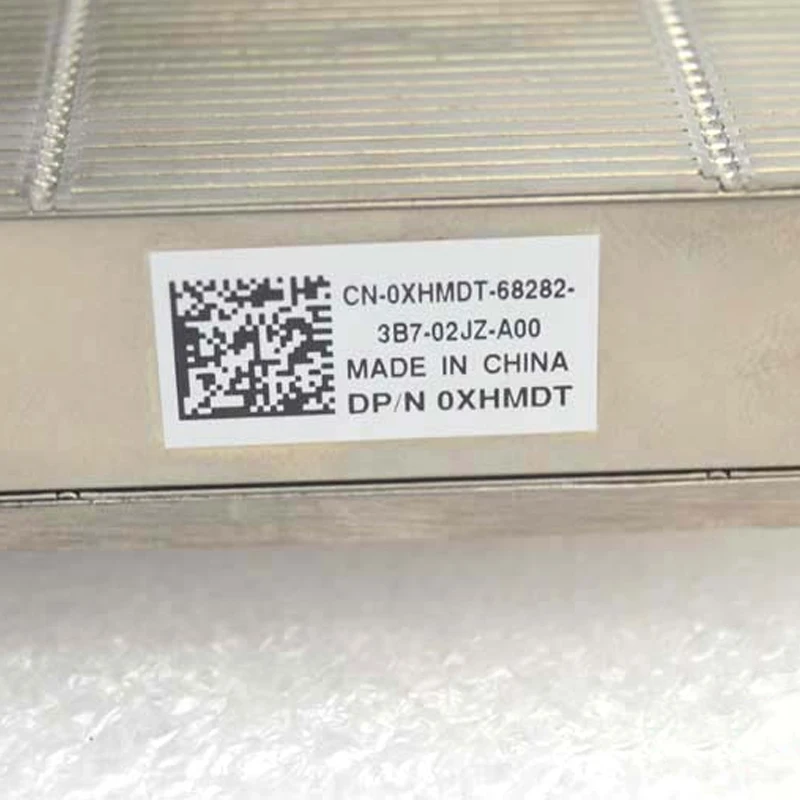 CN-0XHMDT-68282-
3B7-02JZ-A00
MADE IN CHINA
DP/N 0XHMDT